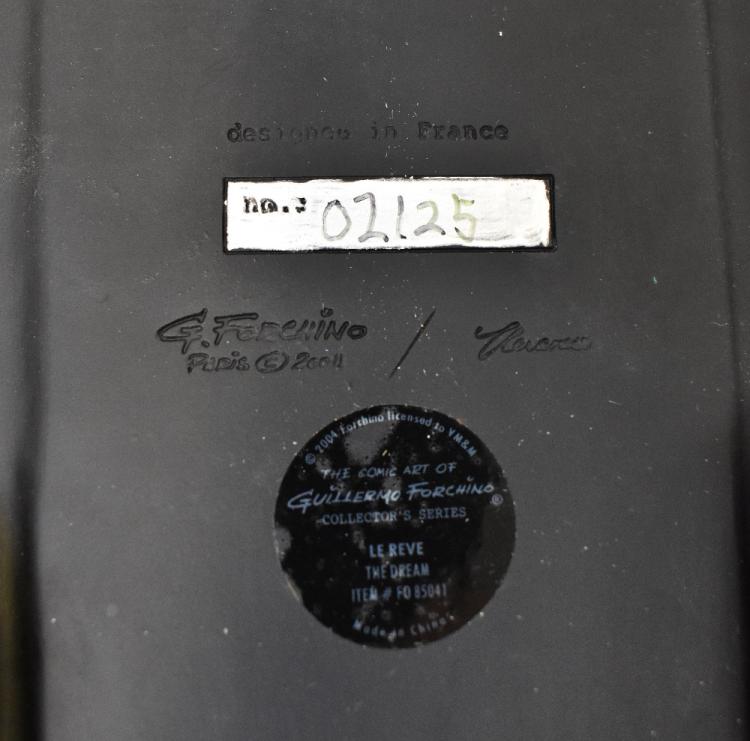 designed in France
no.: 02125
G. FORCHINO /
PARIS © 2004
© 2004 Forchino licensed to VM&M
THE COMIC ART OF
GUILLERMO FORCHINO ®
COLLECTOR'S SERIES
LE REVE
THE DREAM
ITEM # FO 85041
Made in China